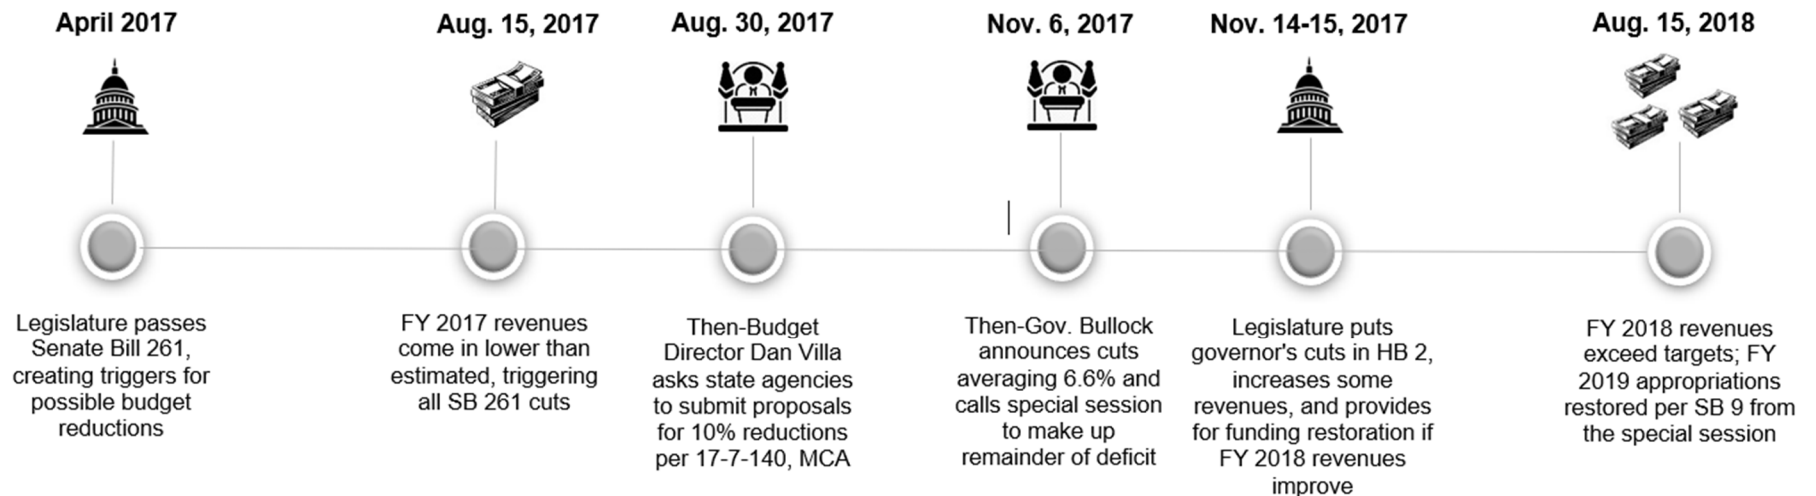 April 2017
Legislature passes
Senate Bill 261,
creating triggers for
possible budget
reductions
Aug. 15, 2017
FY 2017 revenues
come in lower than
estimated, triggering
all SB 261 cuts
Aug. 30, 2017
Then-Budget
Director Dan Villa
asks state agencies
to submit proposals
for 10% reductions
per 17-7-140, MCA
Nov. 6, 2017
Then-Gov. Bullock
announces cuts
averaging 6.6% and
calls special session
to make up
remainder of deficit
Nov. 14-15, 2017
Legislature puts
governor's cuts in HB 2,
increases some
revenues, and provides
for funding restoration if
FY 2018 revenues
improve
Aug. 15, 2018
FY 2018 revenues
exceed targets; FY
2019 appropriations
restored per SB 9 from
the special session